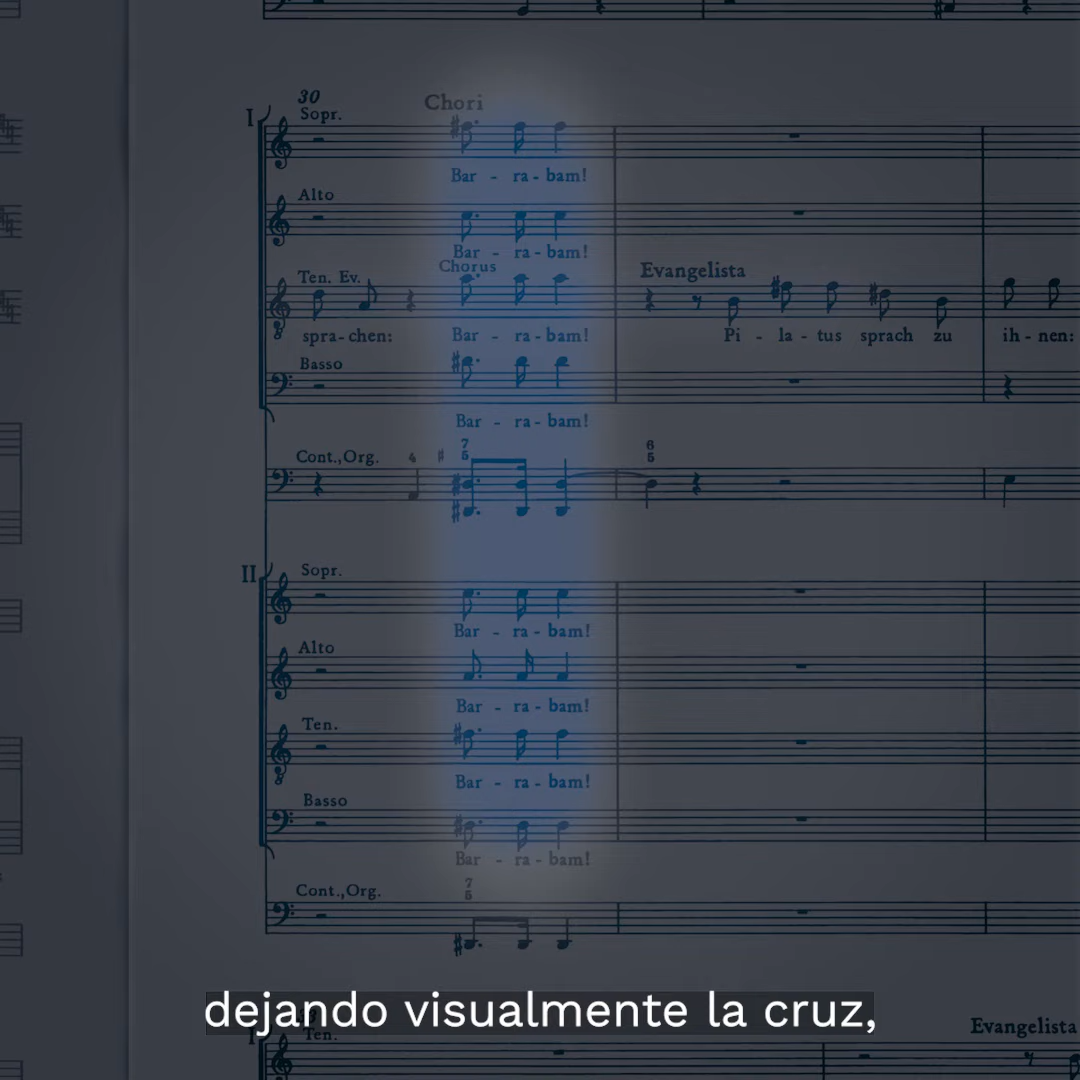 30
Chori
I
Sopr.
Bar - ra - bam!
Alto
Bar - ra - bam!
Chorus
Evangelista
Ten. Ev.
spra - chen:
Bar - ra - bam!
Pi - la - tus sprach zu ih - nen:
Basso
Bar - ra - bam!
Cont., Org.
4
7
5
6
5
II
Sopr.
Bar - ra - bam!
Alto
Bar - ra - bam!
Ten.
Bar - ra - bam!
Basso
Bar - ra - bam!
Cont., Org.
7
5
dejando visualmente la cruz,
Evangelista
Ten.